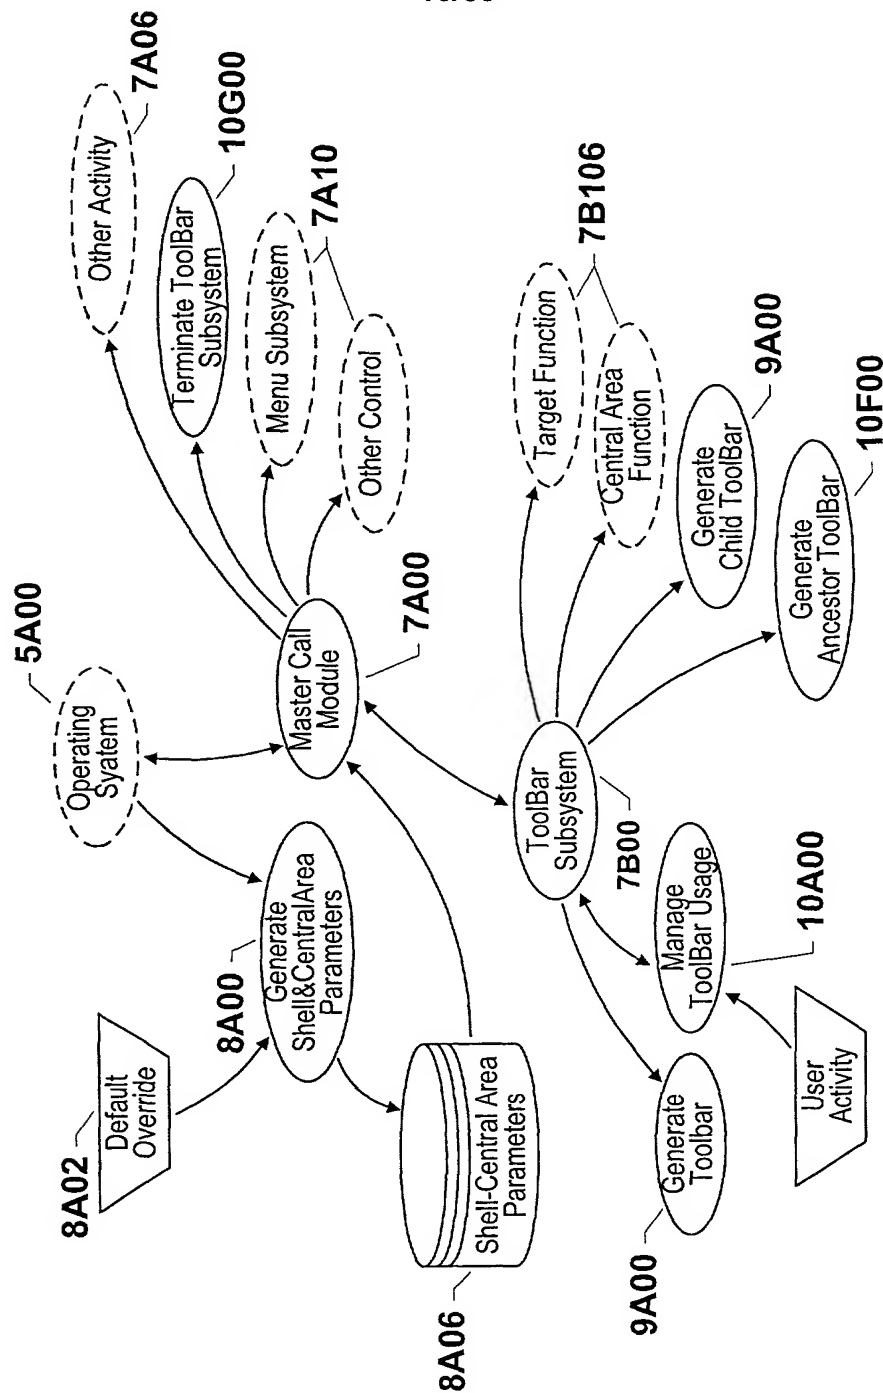 8A02
Default
Override
8A00
Generate
Shell&CentralArea
Parameters
5A00
Operating
Syatem
Other Activity
7A06
Terminate ToolBar
Subsystem
10G00
Menu Subsystem
7A10
Other Control
Master Call
Module
7A00
8A06
Shell-Central Area
Parameters
ToolBar
Subsystem
7B00
Target Function
7B106
Central Area
Function
Generate
Child ToolBar
9A00
Generate
Ancestor ToolBar
10F00
9A00
Generate
Toolbar
Manage
ToolBar Usage
10A00
User
Activity